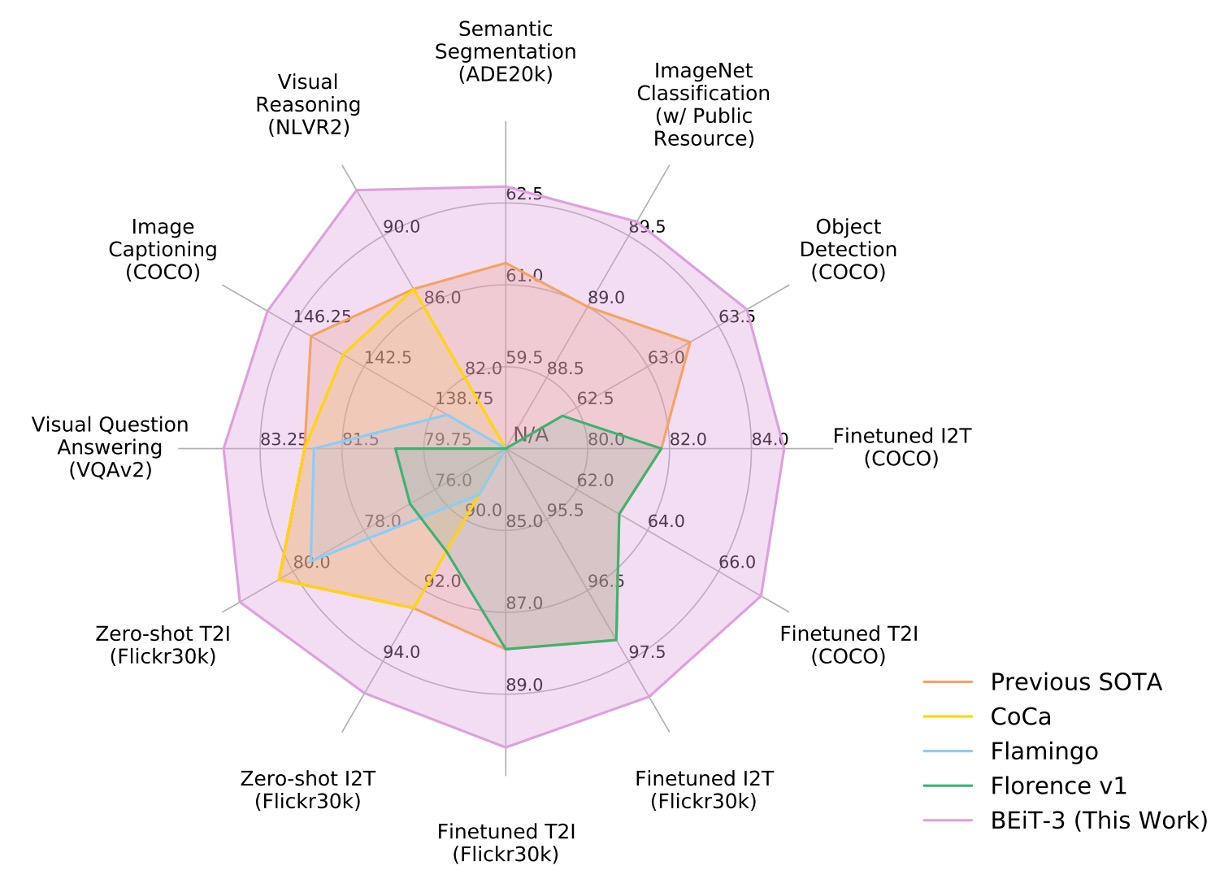 Semantic
Segmentation
(ADE20k)
ImageNet
Classification
(w/ Public
Resource)
Visual
Reasoning
(NLVR2)
Image
Captioning
(COCO)
Object
Detection
(COCO)
Visual Question
Answering
(VQAv2)
Finetuned I2T
(COCO)
Zero-shot T2I
(Flickr30k)
Finetuned T2I
(COCO)
Zero-shot I2T
(Flickr30k)
Finetuned I2T
(Flickr30k)
Finetuned T2I
(Flickr30k)
62.5
61.0
59.5
89.5
89.0
88.5
63.5
63.0
62.5
N/A
80.0
82.0
84.0
62.0
64.0
66.0
95.5
96.5
97.5
85.0
87.0
89.0
90.0
92.0
94.0
76.0
78.0
80.0
79.75
81.5
83.25
138.75
142.5
146.25
82.0
86.0
90.0
Previous SOTA
CoCa
Flamingo
Florence v1
BEiT-3 (This Work)